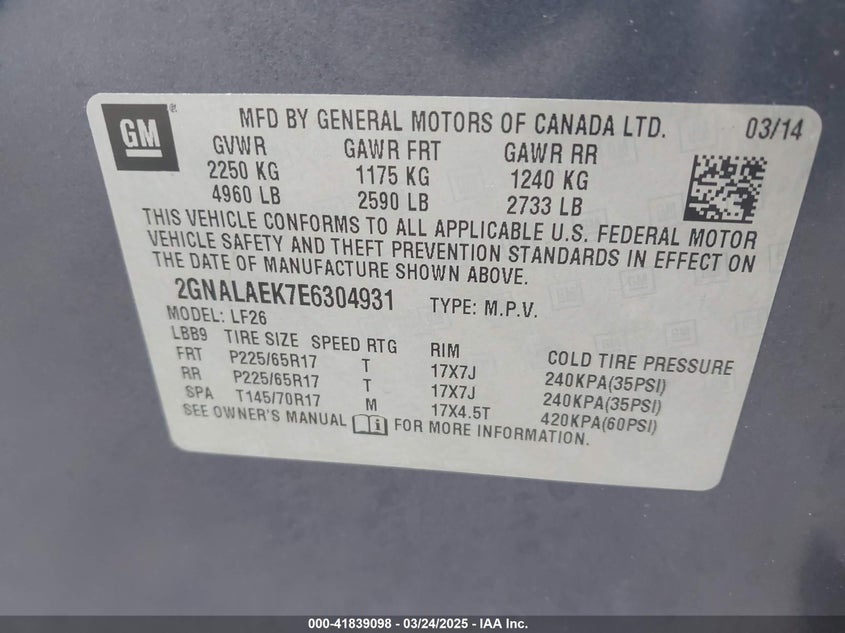 GM ® MFD BY GENERAL MOTORS OF CANADA LTD. 03/14
GVWR GAWR FRT GAWR RR
2250 KG 1175 KG 1240 KG
4960 LB 2590 LB 2733 LB
THIS VEHICLE CONFORMS TO ALL APPLICABLE U.S. FEDERAL MOTOR
VEHICLE SAFETY AND THEFT PREVENTION STANDARDS IN EFFECT ON
THE DATE OF MANUFACTURE SHOWN ABOVE.
2GNALAEK7E6304931 TYPE: M.P.V.
MODEL: LF26
LBB9 TIRE SIZE SPEED RTG RIM COLD TIRE PRESSURE
FRT P225/65R17 T 17X7J 240KPA(35PSI)
RR P225/65R17 T 17X7J 240KPA(35PSI)
SPA T145/70R17 M 17X4.5T 420KPA(60PSI)
SEE OWNER'S MANUAL i FOR MORE INFORMATION.
000-41839098 - 03/24/2025 - IAA Inc.